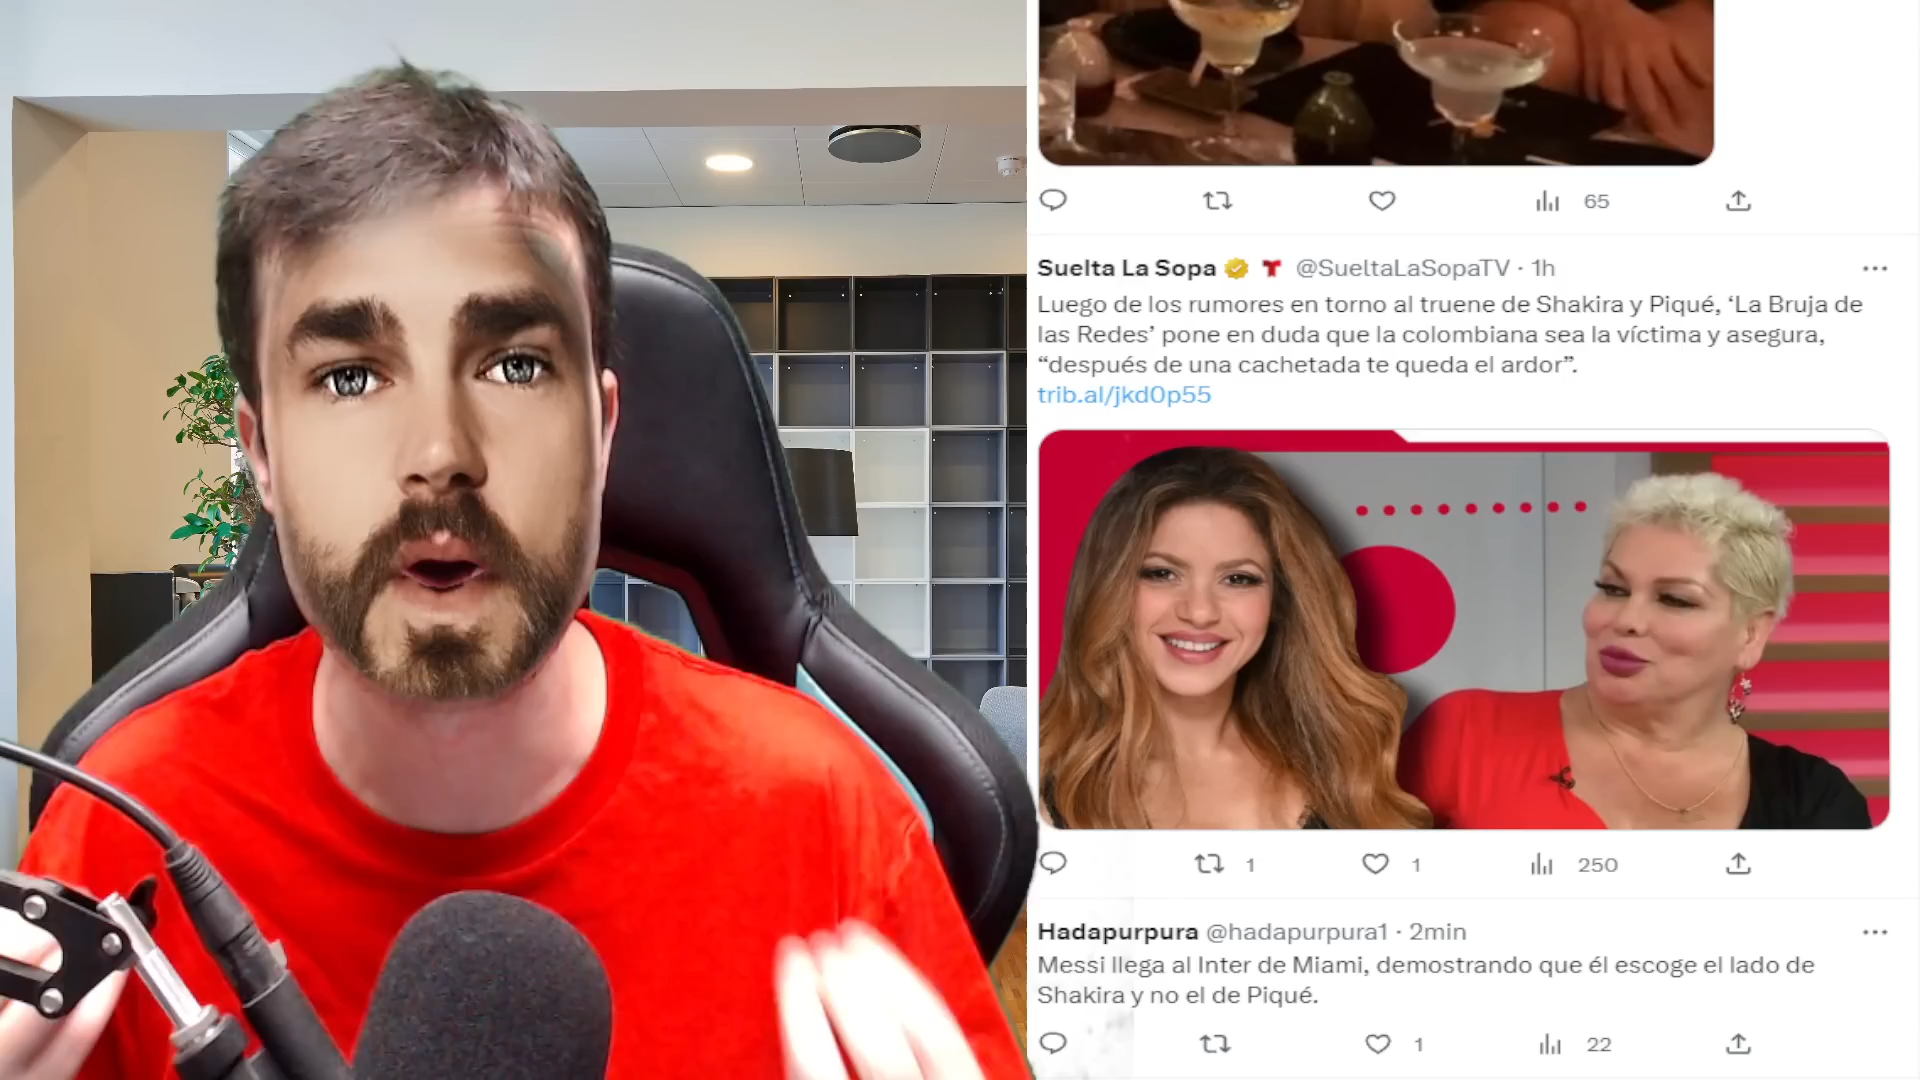 65
Suelta La Sopa @SueltaLaSopaTV · 1h
Luego de los rumores en torno al truene de Shakira y Piqué, ‘La Bruja de
las Redes’ pone en duda que la colombiana sea la víctima y asegura,
“después de una cachetada te queda el ardor”.
trib.al/jkd0p55
1 1 250
Hadapurpura @hadapurpura1 · 2min
Messi llega al Inter de Miami, demostrando que él escoge el lado de
Shakira y no el de Piqué.
1 22